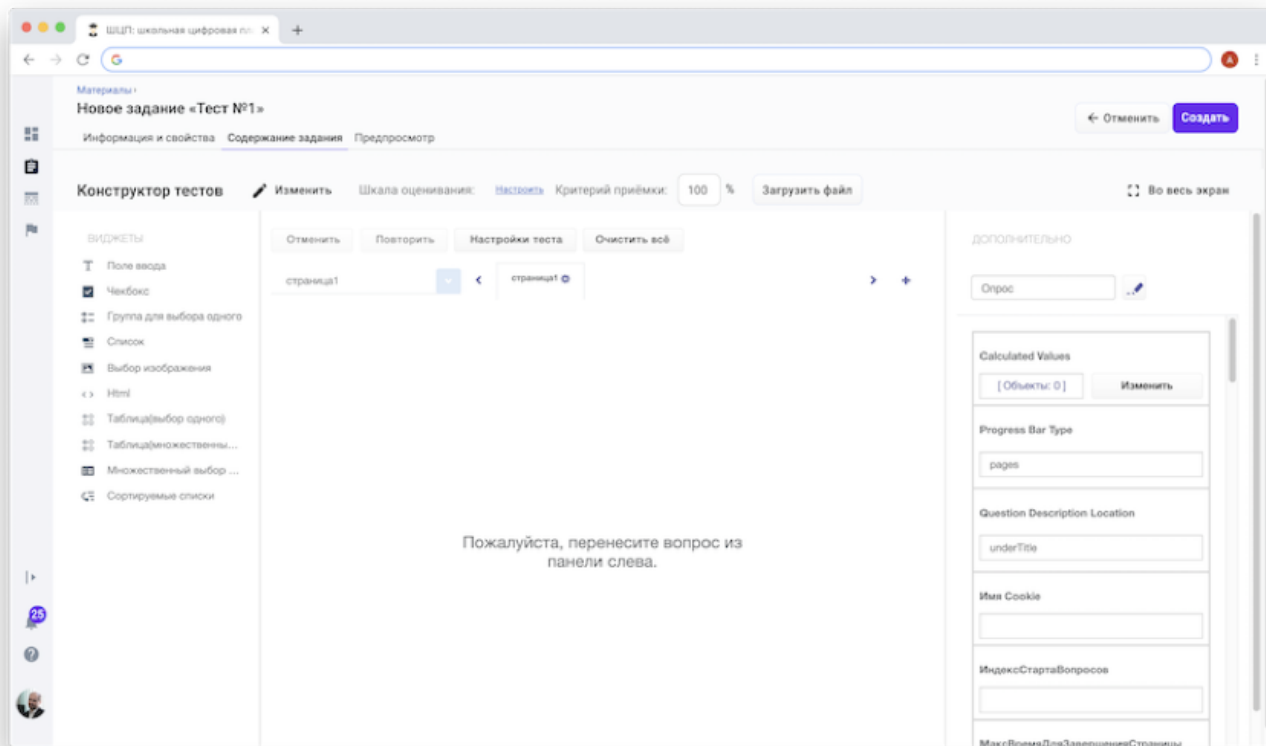 ШЦП: школьная цифровая пл
Материалы ›
Новое задание «Тест №1»
← Отменить
Создать
Информация и свойства Содержание задания Предпросмотр
Конструктор тестов
Изменить
Шкала оценивания: Настроить
Критерий приёмки: 100 %
Загрузить файл
Во весь экран
ВИДЖЕТЫ
Поле ввода
Чекбокс
Группа для выбора одного
Список
Выбор изображения
Html
Таблица(выбор одного)
Таблица(множественны...
Множественный выбор ...
Сортируемые списки
25
Отменить Повторить Настройки теста Очистить всё
страница1
страница1
Пожалуйста, перенесите вопрос из
панели слева.
ДОПОЛНИТЕЛЬНО
Опрос
Calculated Values
[ Объекты: 0 ] Изменить
Progress Bar Type
pages
Question Description Location
underTitle
Имя Cookie
ИндексСтартаВопросов
МаксВремяДляЗавершенияСтраницы